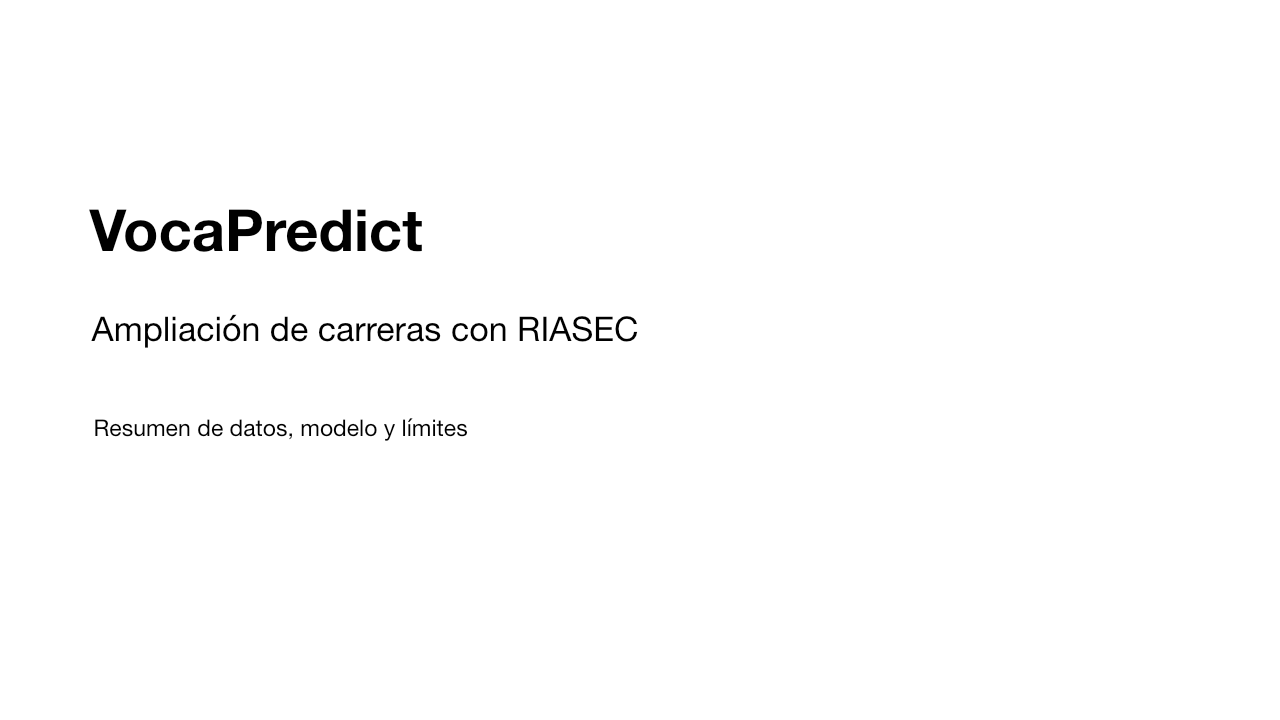 VocaPredict
Ampliación de carreras con RIASEC
Resumen de datos, modelo y límites